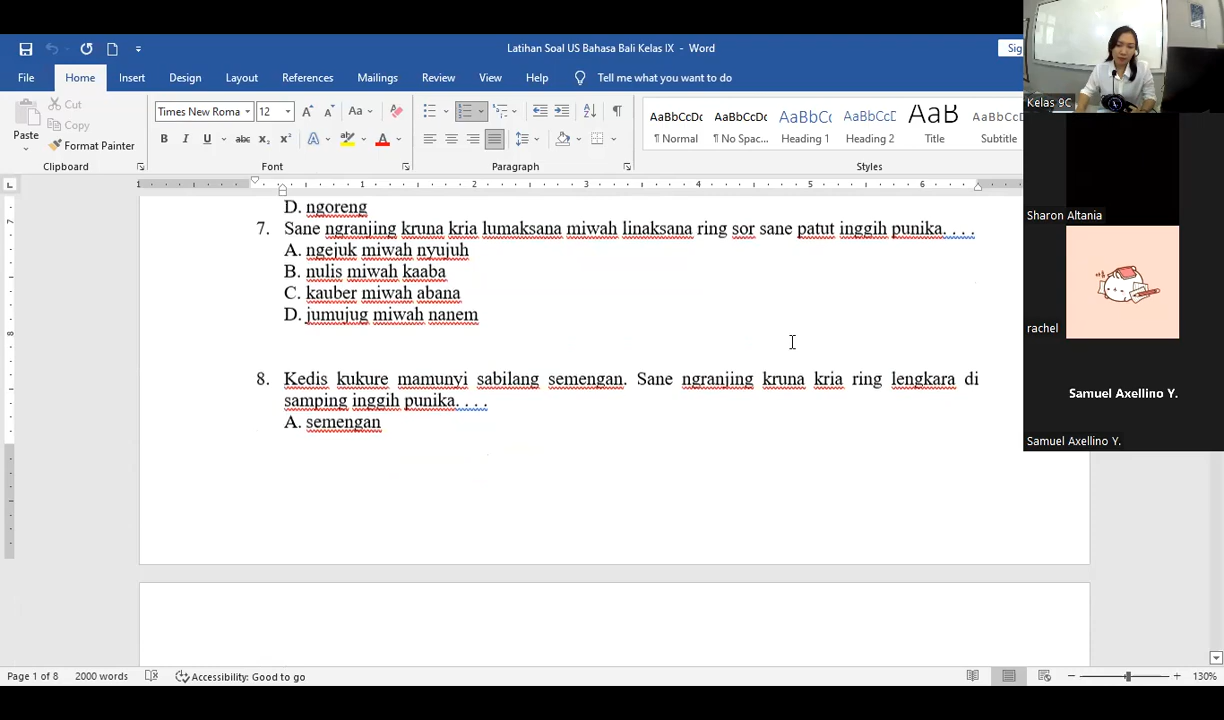 Latihan Soal US Bahasa Bali Kelas IX - Word
File Home Insert Design Layout References Mailings Review View Help Tell me what you want to do
Paste
Cut
Copy
Format Painter
Clipboard
Times New Roma 12
Font
Paragraph
AaBbCcDc AaBbCcDc AaBbC AaBbCcD AaB AaBbCcD
¶ Normal ¶ No Spac... Heading 1 Heading 2 Title Subtitle
Styles
D. ngoreng
7. Sane ngranjing kruna kria lumaksana miwah linaksana ring sor sane patut inggih punika. . . .
A. ngejuk miwah nyujuh
B. nulis miwah kaaba
C. kauber miwah abana
D. jumujug miwah nanem
8. Kedis kukure mamunyi sabilang semengan. Sane ngranjing kruna kria ring lengkara di
samping inggih punika. . . .
A. semengan
Page 1 of 8 2000 words Accessibility: Good to go 130%
Kelas 9C
Sharon Altania
rachel
Samuel Axellino Y.
Samuel Axellino Y.